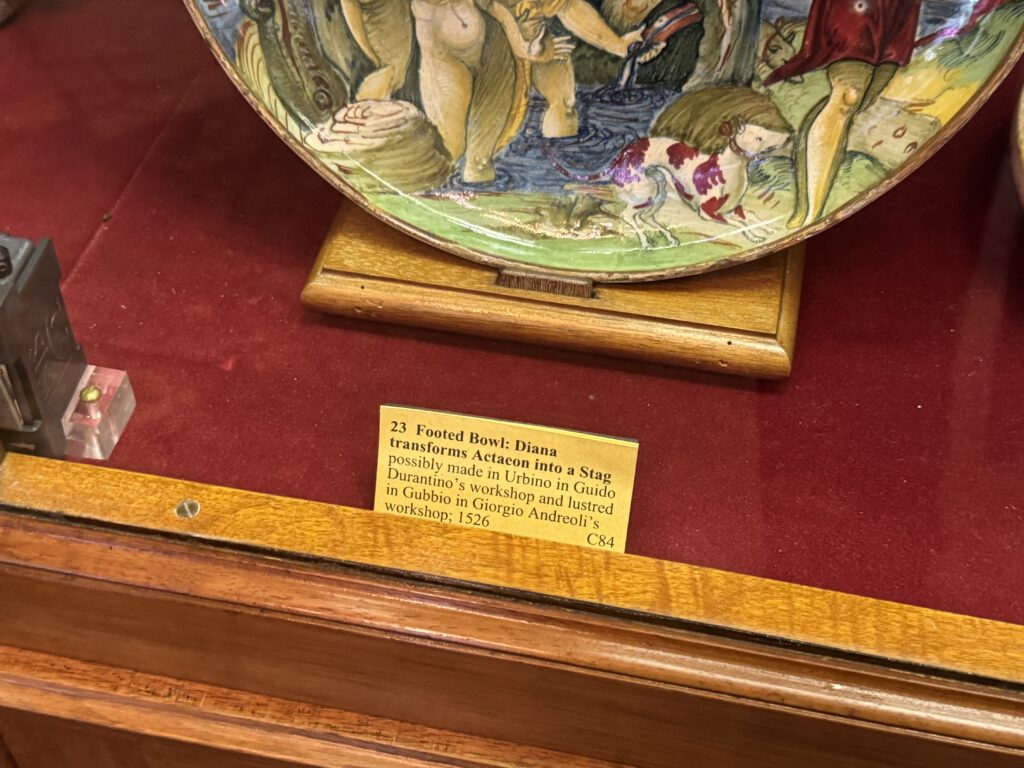 23 Footed Bowl: Diana
transforms Actaeon into a Stag
possibly made in Urbino in Guido
Durantino's workshop and lustred
in Gubbio in Giorgio Andreoli's
workshop; 1526
C84